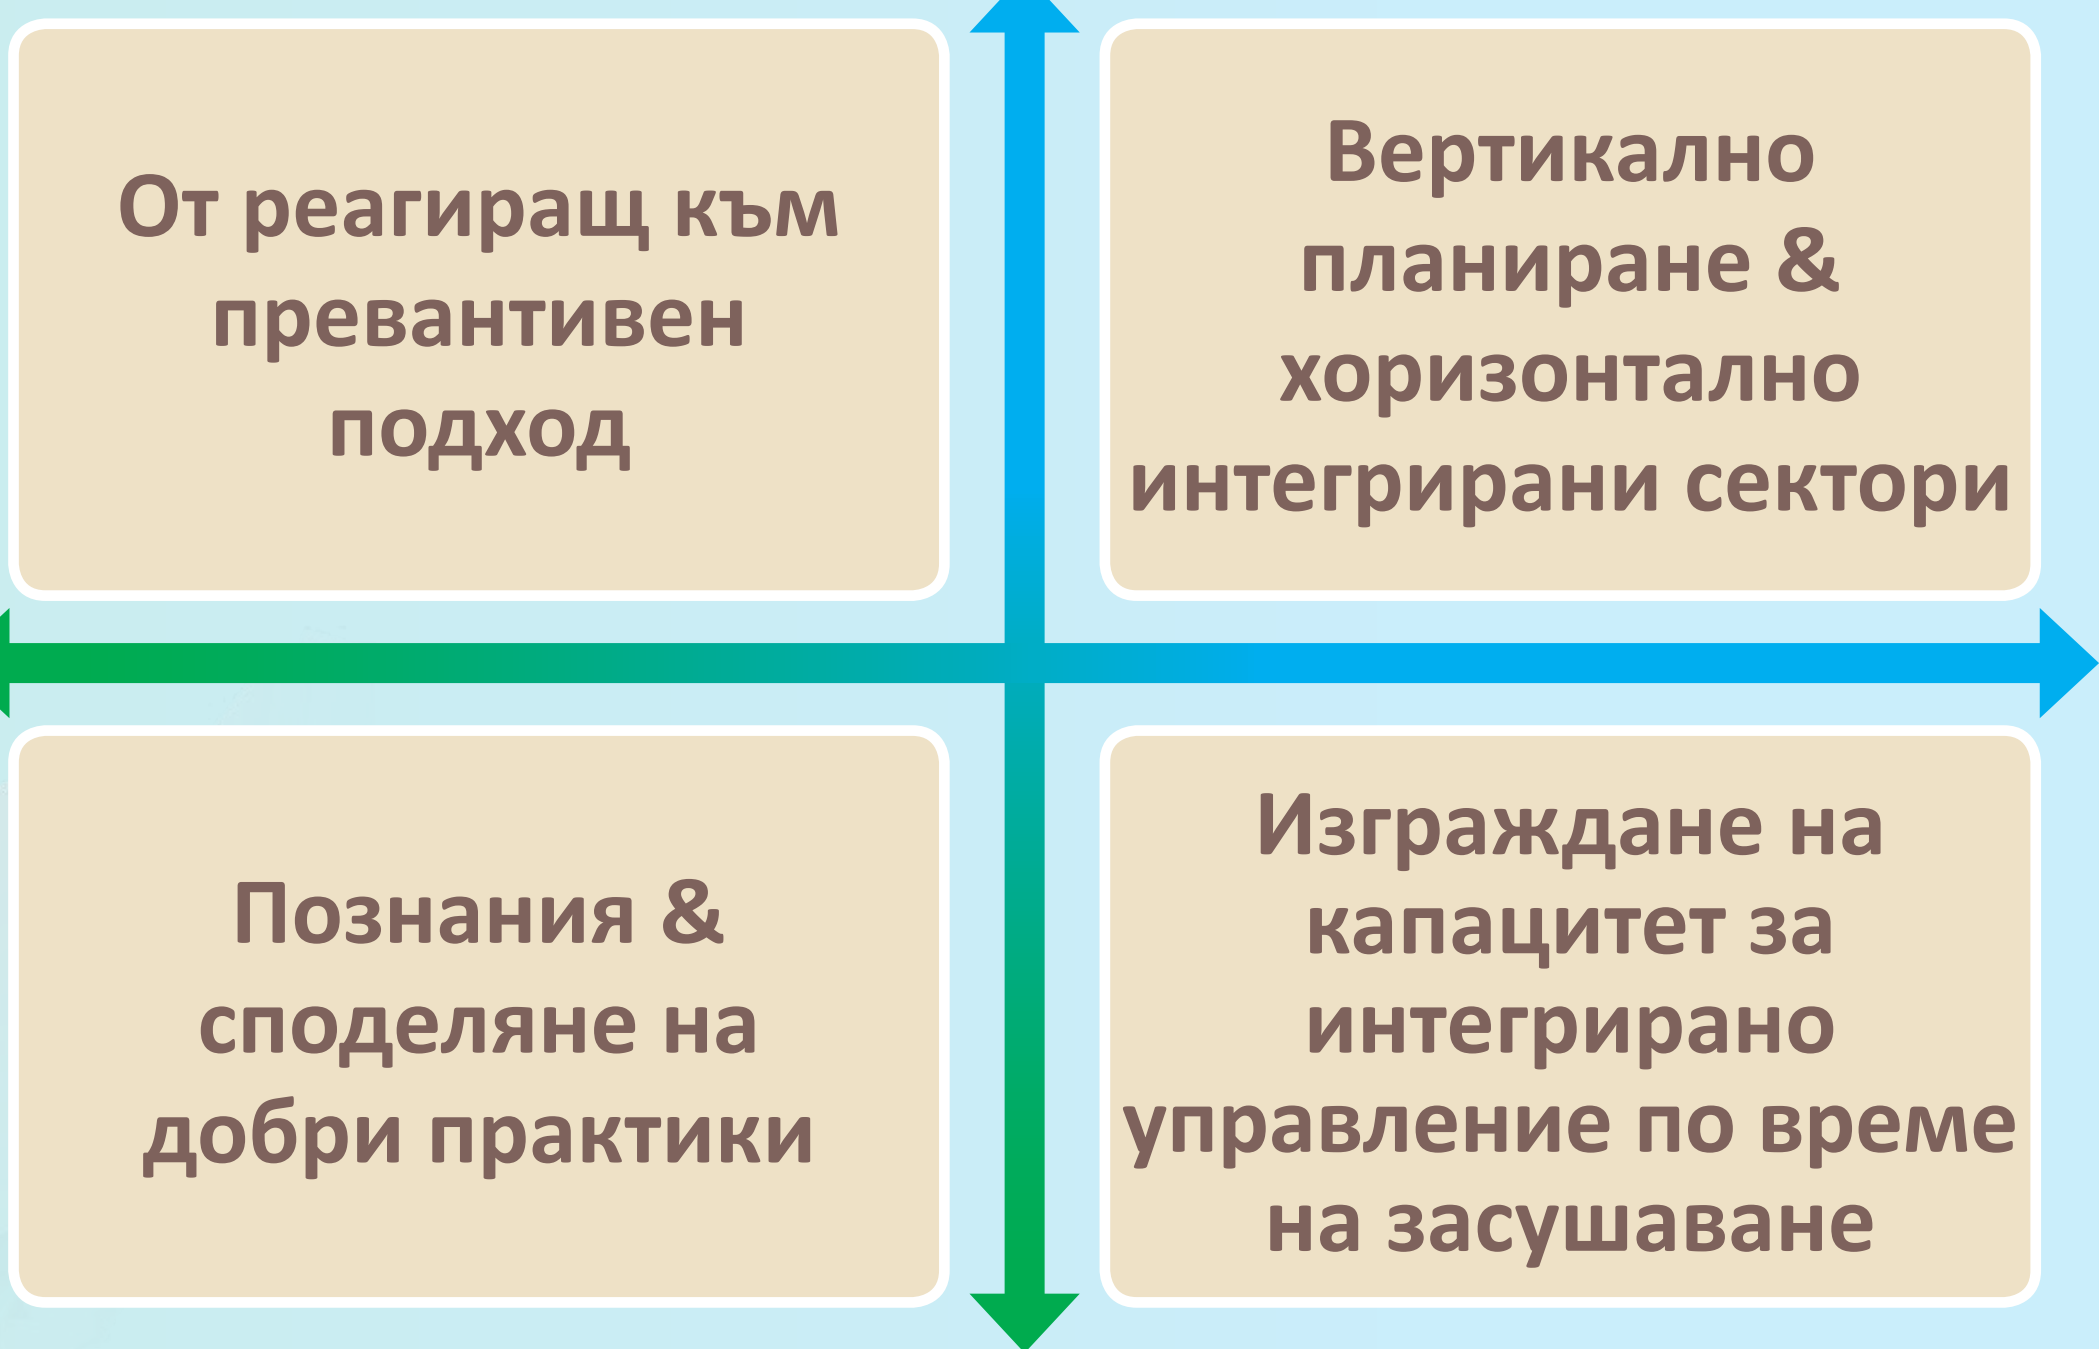 От реагиращ към
превантивен
подход
Вертикално
планиране &
хоризонтално
интегрирани сектори
Познания &
споделяне на
добри практики
Изграждане на
капацитет за
интегрирано
управление по време
на засушаване